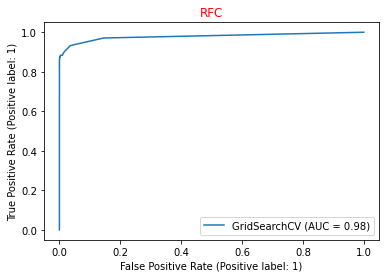 RFC
True Positive Rate (Positive label: 1)
1.0
0.8
0.6
0.4
0.2
0.0
GridSearchCV (AUC = 0.98)
0.0 0.2 0.4 0.6 0.8 1.0
False Positive Rate (Positive label: 1)